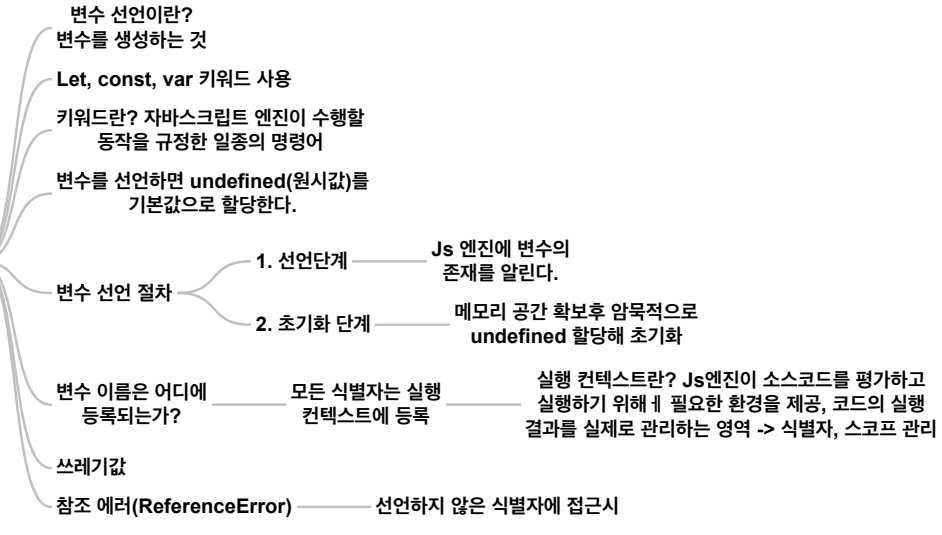 변수 선언이란?
변수를 생성하는 것
Let, const, var 키워드 사용
키워드란? 자바스크립트 엔진이 수행할
동작을 규정한 일종의 명령어
변수를 선언하면 undefined(원시값)를
기본값으로 할당한다.
변수 선언 절차
1. 선언단계
Js 엔진에 변수의
존재를 알린다.
2. 초기화 단계
메모리 공간 확보후 암묵적으로
undefined 할당해 초기화
변수 이름은 어디에
등록되는가?
모든 식별자는 실행
컨텍스트에 등록
실행 컨텍스트란? Js엔진이 소스코드를 평가하고
실행하기 위해ㅔ 필요한 환경을 제공, 코드의 실행
결과를 실제로 관리하는 영역 -> 식별자, 스코프 관리
쓰레기값
참조 에러(ReferenceError)
선언하지 않은 식별자에 접근시